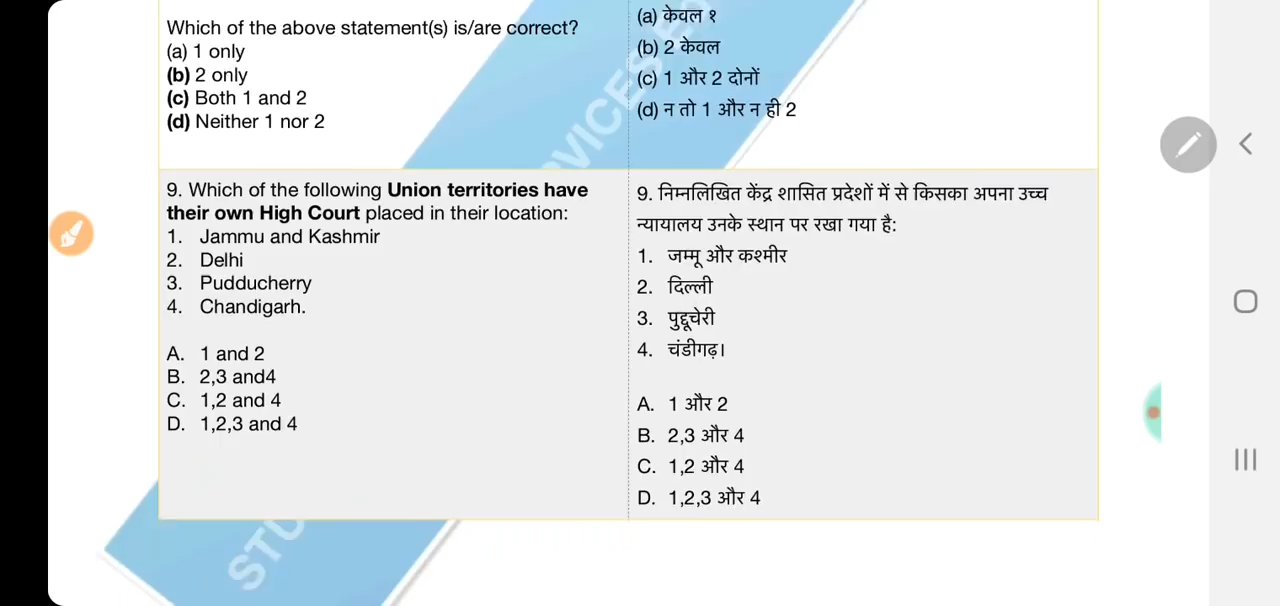 Which of the above statement(s) is/are correct?
(a) 1 only
(b) 2 only
(c) Both 1 and 2
(d) Neither 1 nor 2
(a) केवल १
(b) 2 केवल
(c) 1 और 2 दोनों
(d) न तो 1 और न ही 2
9. Which of the following Union territories have
their own High Court placed in their location:
1. Jammu and Kashmir
2. Delhi
3. Pudducherry
4. Chandigarh.
A. 1 and 2
B. 2,3 and4
C. 1,2 and 4
D. 1,2,3 and 4
9. निम्नलिखित केंद्र शासित प्रदेशों में से किसका अपना उच्च
न्यायालय उनके स्थान पर रखा गया है:
1. जम्मू और कश्मीर
2. दिल्ली
3. पुद्दूचेरी
4. चंडीगढ़।
A. 1 और 2
B. 2,3 और 4
C. 1,2 और 4
D. 1,2,3 और 4